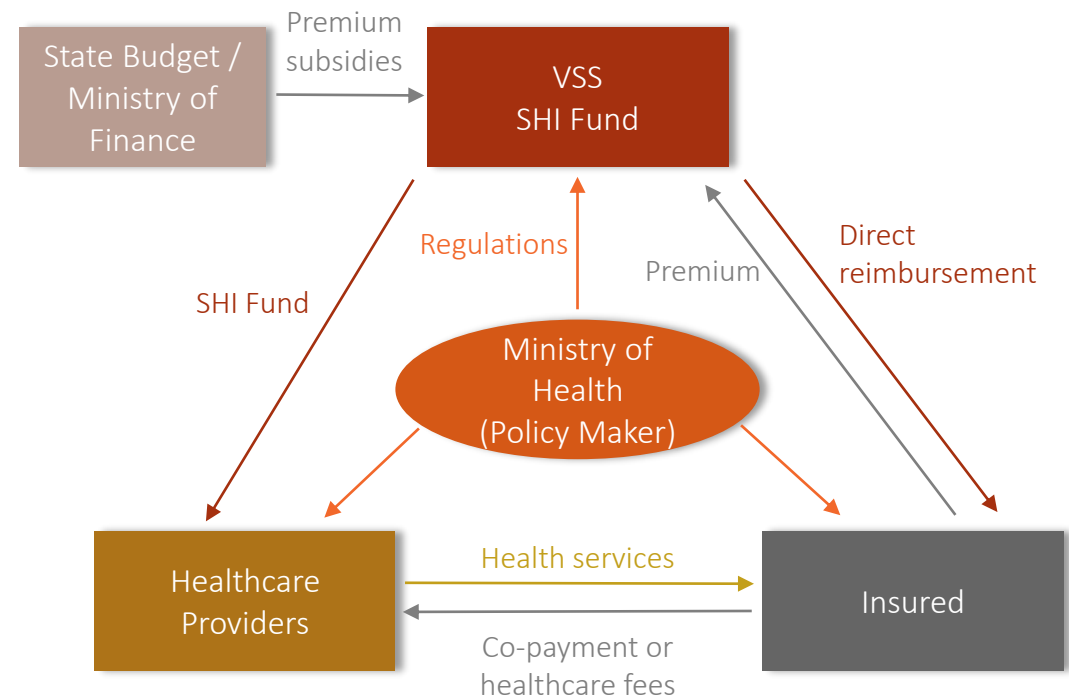 State Budget /
Ministry of
Finance
Premium
subsidies
VSS
SHI Fund
Regulations
Premium
Direct
reimbursement
SHI Fund
Ministry of
Health
(Policy Maker)
Healthcare
Providers
Health services
Co-payment or
healthcare fees
Insured